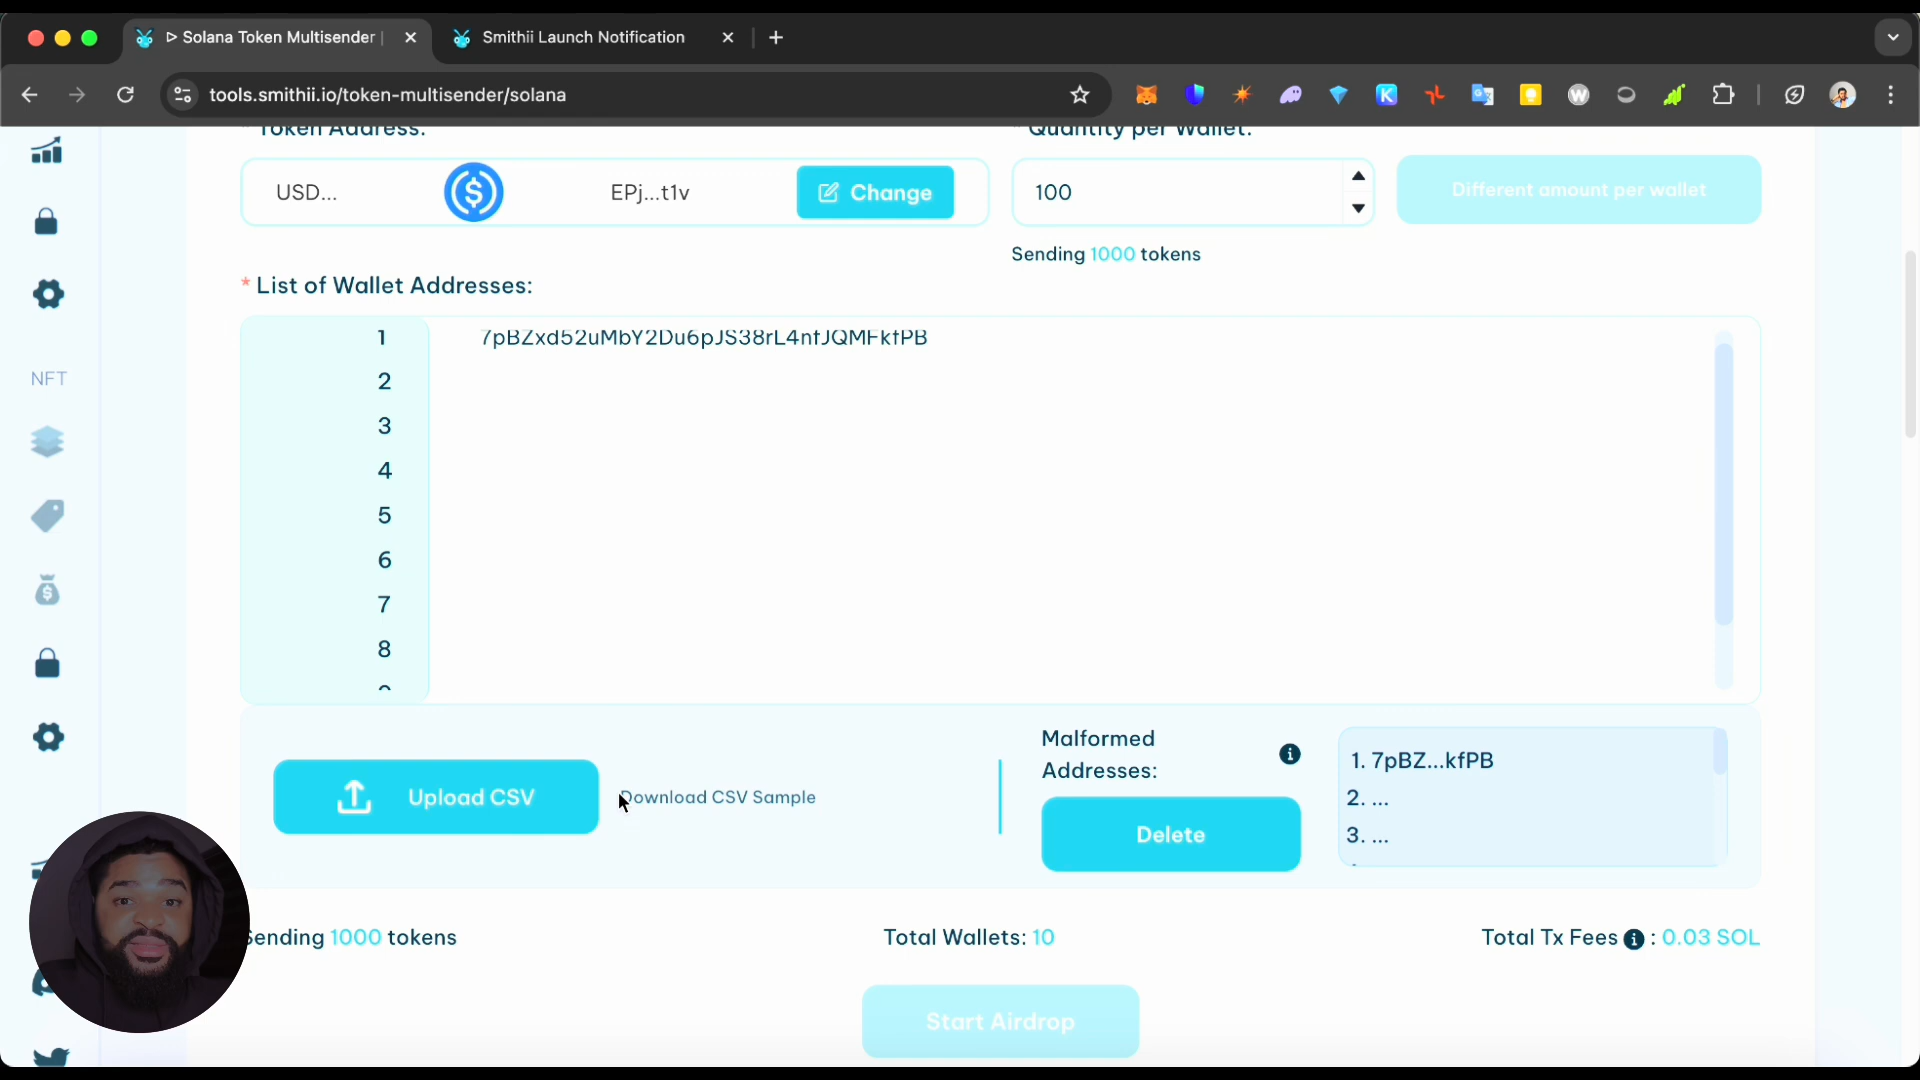 ▷ Solana Token Multisender |
Smithii Launch Notification
tools.smithii.io/token-multisender/solana
Token Address:
Quantity per Wallet:
USD...
EPj...t1v
Change
100
Different amount per wallet
Sending 1000 tokens
* List of Wallet Addresses:
1
7pBZxd52uMbY2Du6pJS38rL4nfJQMFkfPB
2
3
NFT
4
5
6
7
8
9
Upload CSV
Download CSV Sample
Malformed
Addresses:
Delete
1. 7pBZ...kfPB
2. ...
3. ...
Sending 1000 tokens
Total Wallets: 10
Total Tx Fees : 0.03 SOL
Start Airdrop